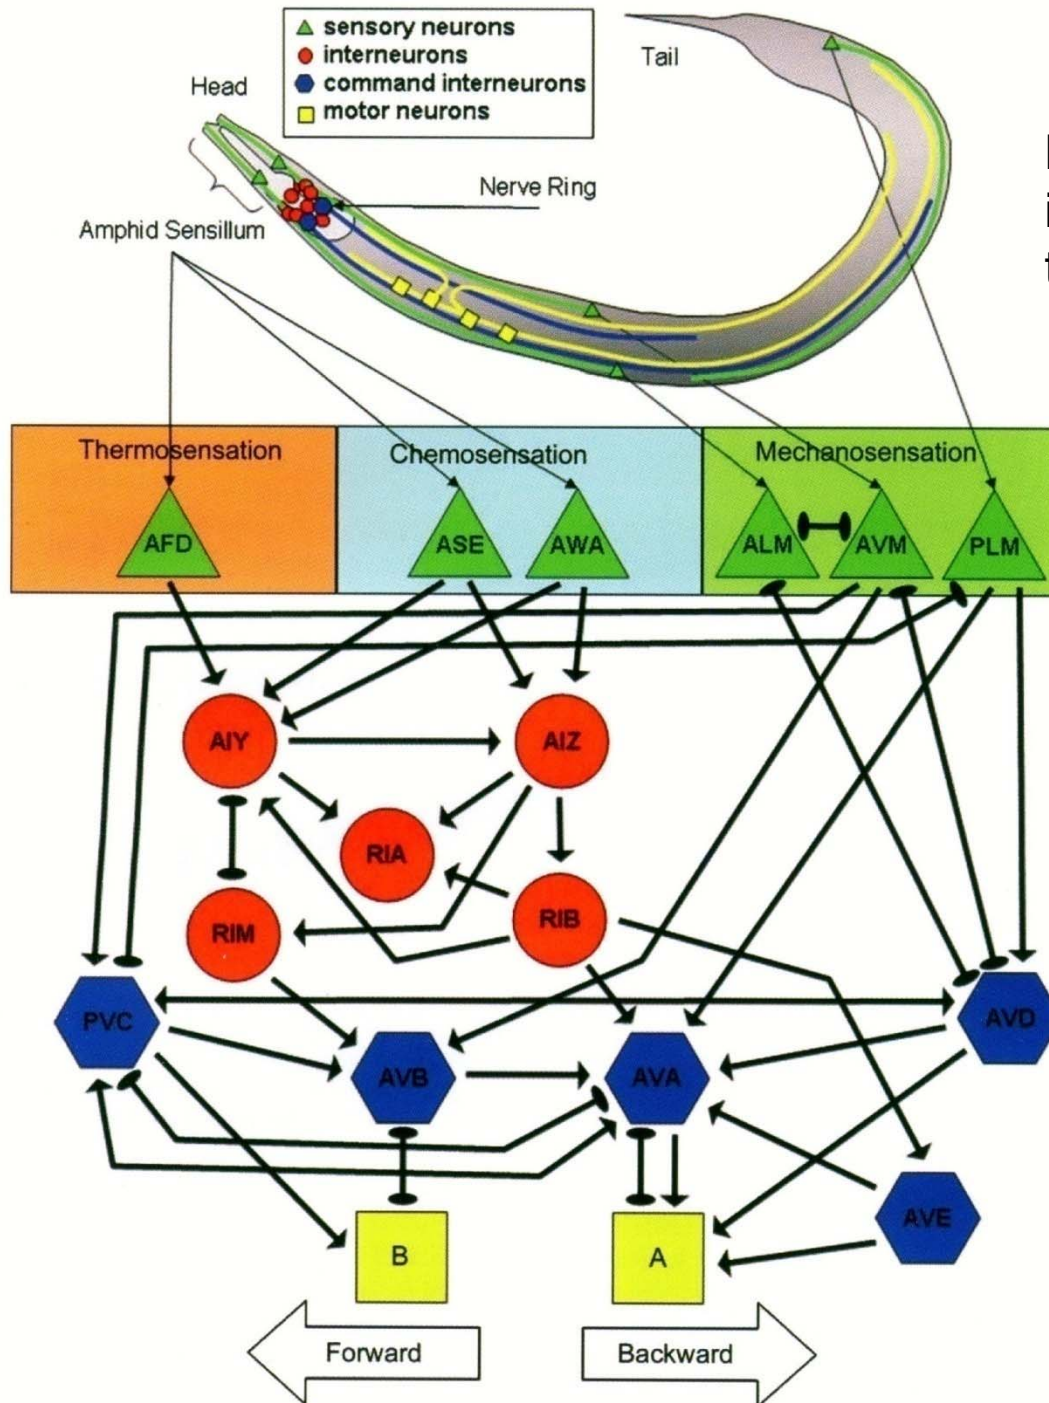 sensory neurons
interneurons
command interneurons
motor neurons
Tail
Head
Nerve Ring
Amphid Sensillum
Thermosensation
Chemosensation
Mechanosensation
AFD
ASE
AWA
ALM
AVM
PLM
AIY
AIZ
RIA
RIM
RIB
PVC
AVD
AVB
AVA
AVE
B
A
Forward
Backward